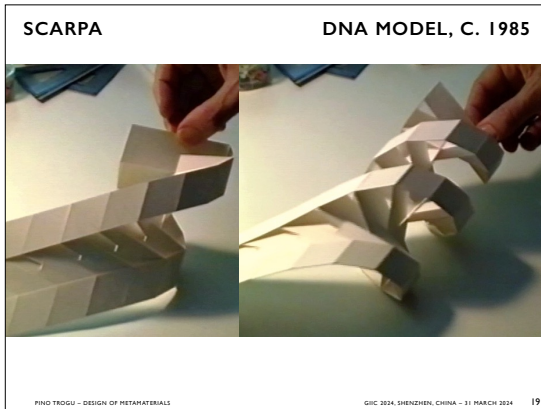 SCARPA
DNA MODEL, C. 1985
PINO TROGU – DESIGN OF METAMATERIALS
GIIC 2024, SHENZHEN, CHINA – 31 MARCH 2024
19